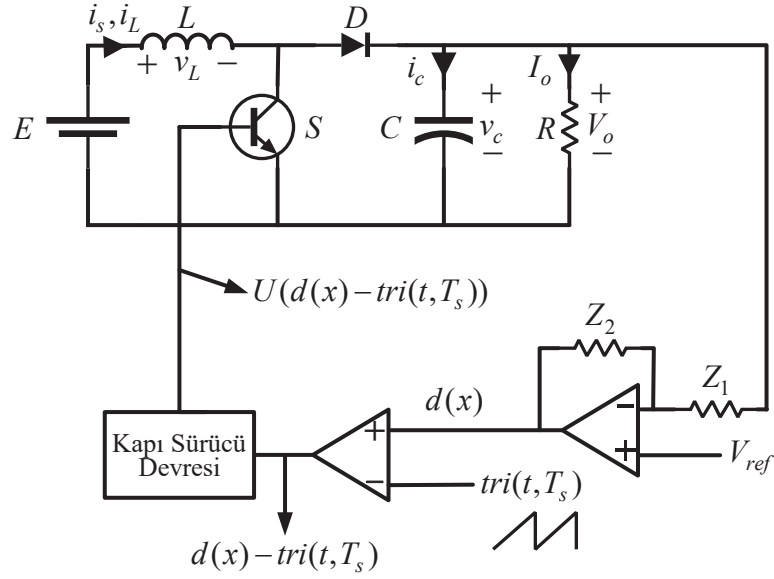 i_s, i_L
L
D
+ v_L −
i_c
I_o
E
S
C
+
v_c
−
R
+
V_o
−
U(d(x)−tri(t,T_s))
Z_2
Z_1
d(x)
−
+
V_ref
+
−
tri(t,T_s)
Kapı Sürücü
Devresi
d(x)−tri(t,T_s)